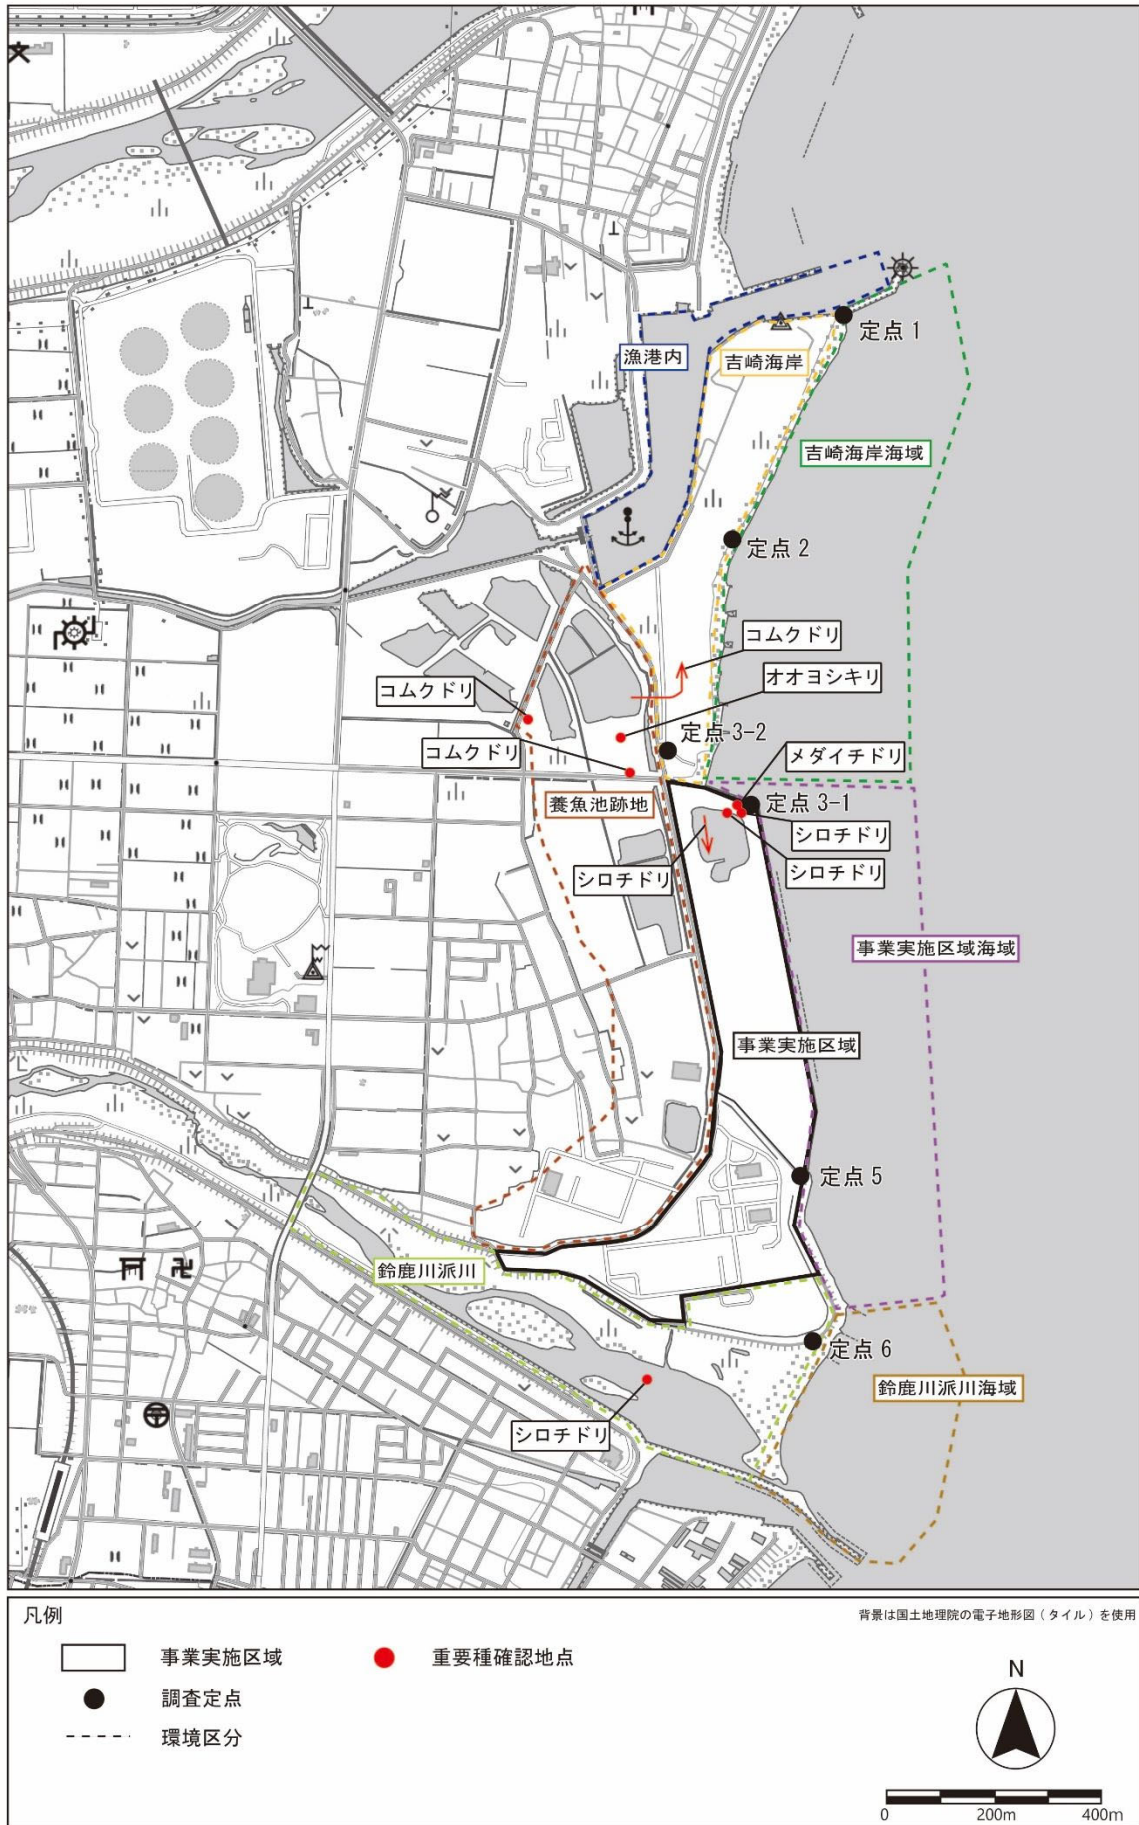 定点 1
漁港内
吉崎海岸
吉崎海岸海域
定点 2
コムクドリ
オオヨシキリ
コムクドリ
定点 3-2
コムクドリ
メダイチドリ
養魚池跡地
定点 3-1
シロチドリ
シロチドリ
シロチドリ
事業実施区域海域
事業実施区域
定点 5
鈴鹿川派川
定点 6
鈴鹿川派川海域
シロチドリ
凡例
背景は国土地理院の電子地形図（タイル）を使用
事業実施区域
重要種確認地点
調査定点
環境区分
N
0 200m 400m